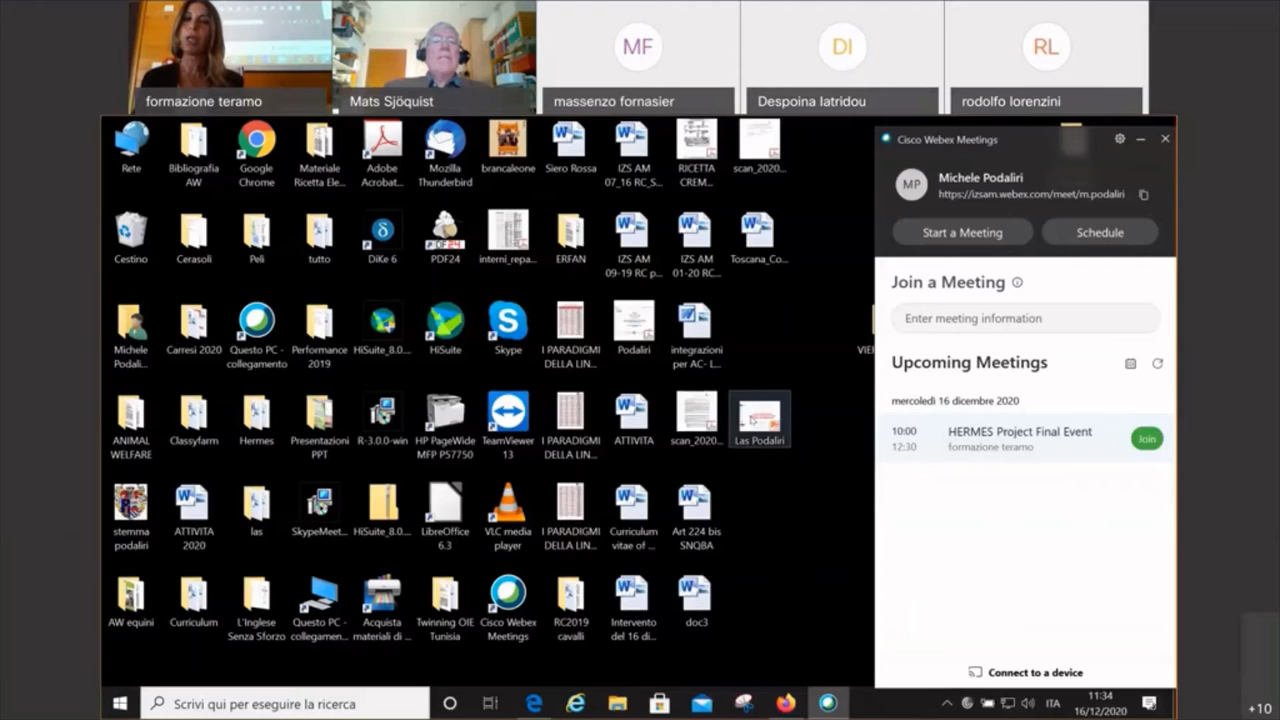 MF
DI
RL
formazione teramo
Mats Sjöquist
massenzo fornasier
Despoina Iatridou
rodolfo lorenzini
Rete
Bibliografia
AW
Google
Chrome
Materiale
Ricetta Ele...
Adobe
Acrobat...
Mozilla
Thunderbird
brancaleone
Siero Rossa
IZS AM
07_16 RC_S...
RICETTA
CREM...
scan_2020...
Cestino
Cerasoli
Peli
tutto
DiKe 6
PDF24
interni_repa...
ERFAN
IZS AM
09-19 RC p...
IZS AM
01-20 RC...
Toscana_Co...
Michele
Podali...
Carresi 2020
Questo PC -
collegamento
Performance
2019
HiSuite_8.0...
HiSuite
Skype
I PARADIGMI
DELLA LIN...
Podaliri
integrazioni
per AC- L...
VIE
ANIMAL
WELFARE
Classyfarm
Hermes
Presentazioni
PPT
R-3.0.0-win
HP PageWide
MFP P57750
TeamViewer
13
I PARADIGMI
DELLA LIN...
ATTIVITA
scan_2020...
Las Podaliri
stemma
podaliri
ATTIVITA
2020
las
SkypeMeet...
HiSuite_8.0...
LibreOffice
6.3
VLC media
player
I PARADIGMI
DELLA LIN...
Curriculum
vitae of ...
Art 224 bis
SNQBA
AW equini
Curriculum
L'Inglese
Senza Sforzo
Questo PC -
collegamen...
Acquista
materiali di ...
Twinning OIE
Tunisia
Cisco Webex
Meetings
RC2019
cavalli
Intervento
del 16 di...
doc3
Cisco Webex Meetings
MP
Michele Podaliri
https://izsam.webex.com/meet/m.podaliri
Start a Meeting
Schedule
Join a Meeting
Enter meeting information
Upcoming Meetings
mercoledì 16 dicembre 2020
10:00
12:30
HERMES Project Final Event
formazione teramo
Join
Connect to a device
Scrivi qui per eseguire la ricerca
ITA
11:34
16/12/2020
+10